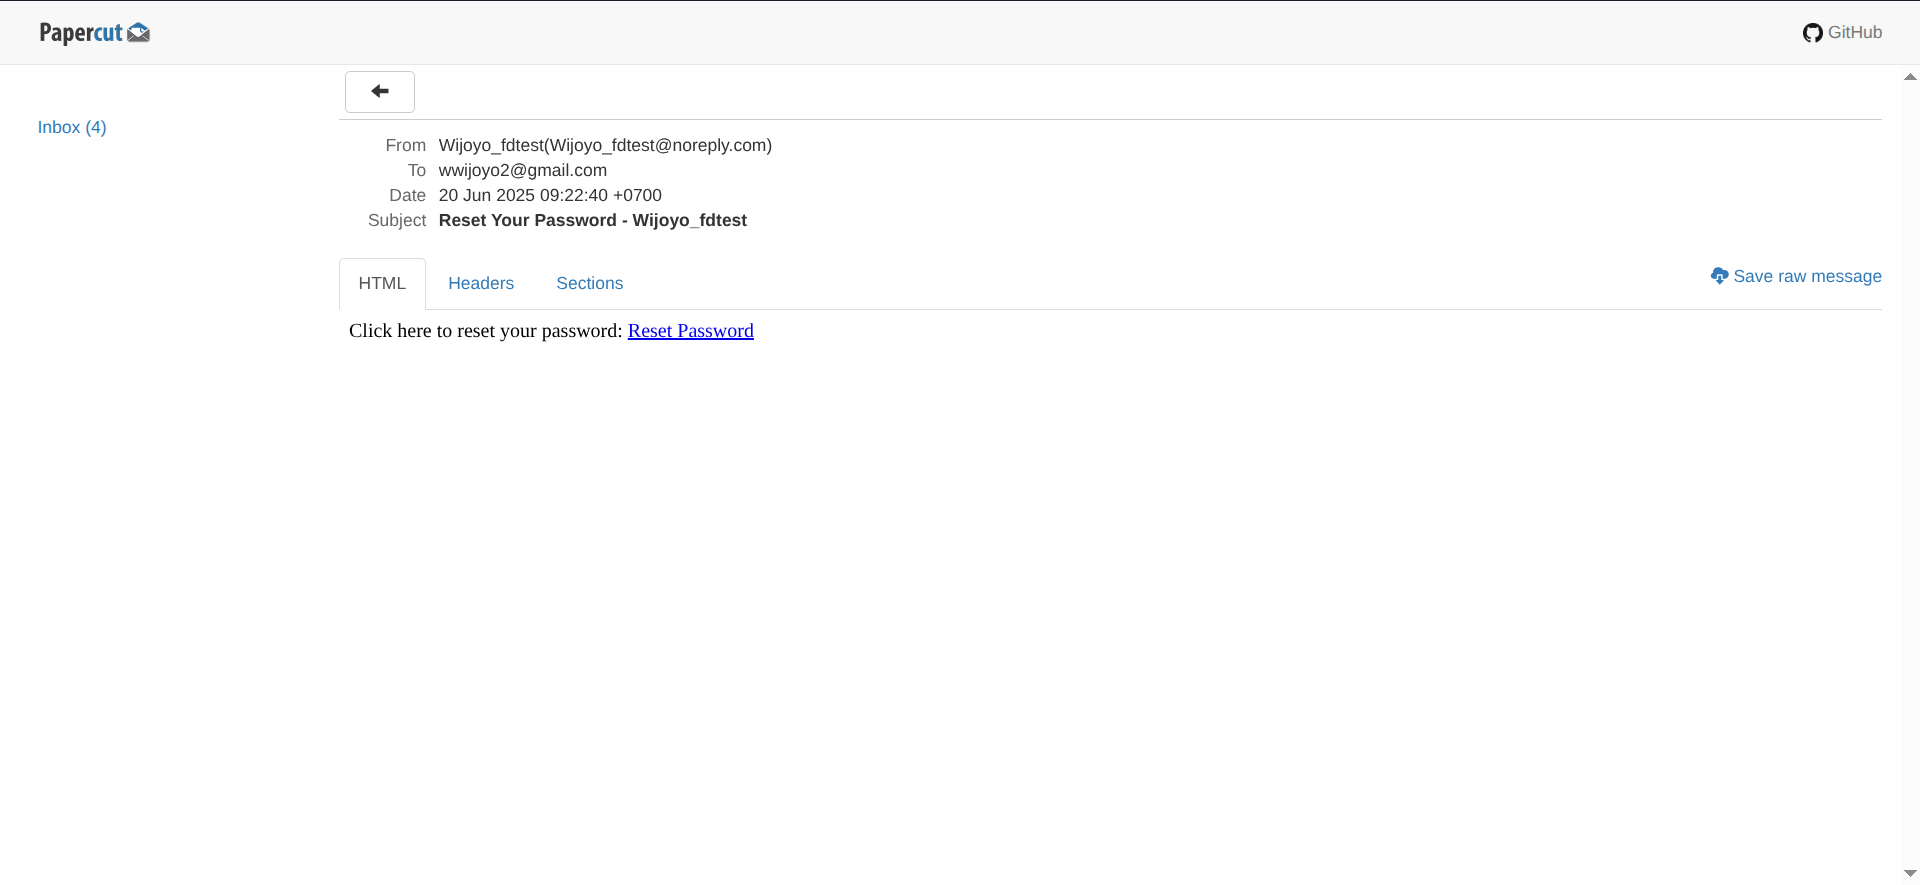 Papercut
GitHub
Inbox (4)
From Wijoyo_fdtest(Wijoyo_fdtest@noreply.com)
To wwijoyo2@gmail.com
Date 20 Jun 2025 09:22:40 +0700
Subject Reset Your Password - Wijoyo_fdtest
HTML Headers Sections
Save raw message
Click here to reset your password: Reset Password